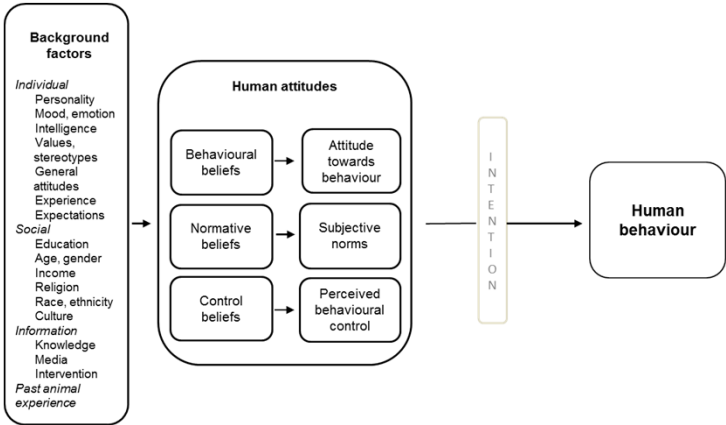 Background
factors
Individual
Personality
Mood, emotion
Intelligence
Values,
stereotypes
General
attitudes
Experience
Expectations
Social
Education
Age, gender
Income
Religion
Race, ethnicity
Culture
Information
Knowledge
Media
Intervention
Past animal
experience
Human attitudes
Behavioural
beliefs
Attitude
towards
behaviour
Normative
beliefs
Subjective
norms
Control
beliefs
Perceived
behavioural
control
INTENTION
Human
behaviour